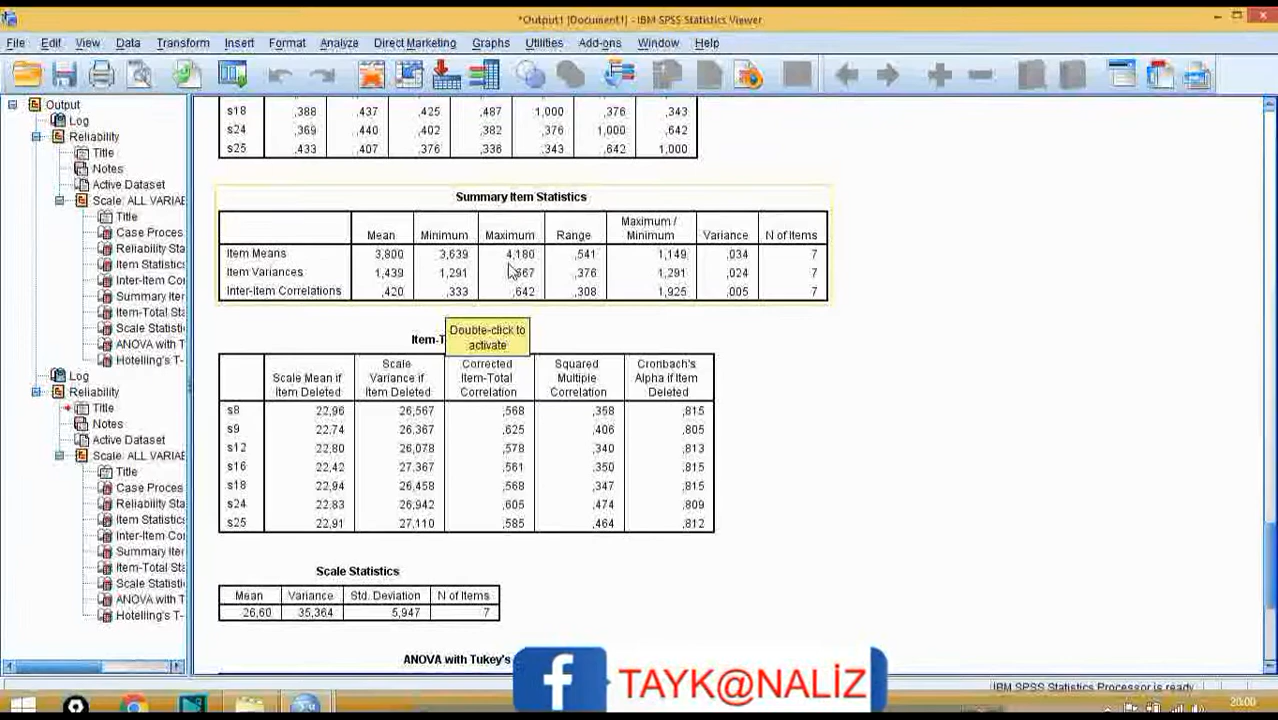 *Output1 [Document1] - IBM SPSS Statistics Viewer
File Edit View Data Transform Insert Format Analyze Direct Marketing Graphs Utilities Add-ons Window Help
Output
Log
Reliability
Title
Notes
Active Dataset
Scale: ALL VARIAB
Title
Case Proces
Reliability Sta
Item Statistics
Inter-Item Co
Summary Iter
Item-Total Sta
Scale Statisti
ANOVA with T
Hotelling's T-
Log
Reliability
Title
Notes
Active Dataset
Scale: ALL VARIAB
Title
Case Proces
Reliability Sta
Item Statistics
Inter-Item Co
Summary Iter
Item-Total Sta
Scale Statisti
ANOVA with T
Hotelling's T-
s18 ,388 ,437 ,425 ,487 1,000 ,376 ,343
s24 ,369 ,440 ,402 ,382 ,376 1,000 ,642
s25 ,433 ,407 ,376 ,336 ,343 ,642 1,000
Summary Item Statistics
Mean Minimum Maximum Range Maximum / Minimum Variance N of Items
Item Means 3,800 3,639 4,180 ,541 1,149 ,034 7
Item Variances 1,439 1,291 667 ,376 1,291 ,024 7
Inter-Item Correlations ,420 ,333 ,642 ,308 1,925 ,005 7
Double-click to activate
Item-T
Scale Mean if Item Deleted Scale Variance if Item Deleted Corrected Item-Total Correlation Squared Multiple Correlation Cronbach's Alpha if Item Deleted
s8 22,96 26,567 ,568 ,358 ,815
s9 22,74 26,367 ,625 ,406 ,805
s12 22,80 26,078 ,578 ,340 ,813
s16 22,42 27,367 ,561 ,350 ,815
s18 22,94 26,458 ,568 ,347 ,815
s24 22,83 26,942 ,605 ,474 ,809
s25 22,91 27,110 ,585 ,464 ,812
Scale Statistics
Mean Variance Std. Deviation N of Items
26,60 35,364 5,947 7
ANOVA with Tukey's
f TAYK@NALİZ
IBM SPSS Statistics Processor is ready
20:00